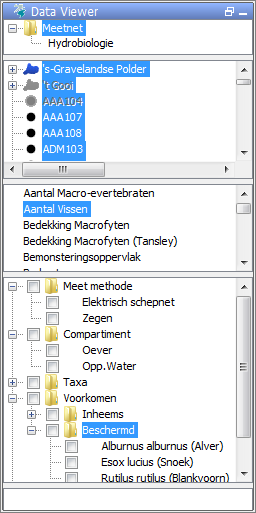 Data Viewer
Meetnet
Hydrobiologie
's-Gravelandse Polder
't Gooi
AAA104
AAA107
AAA108
ADM103
Aantal Macro-evertebraten
Aantal Vissen
Bedekking Macrofyten
Bedekking Macrofyten (Tansley)
Bemonsteringsoppervlak
Meet methode
Elektrisch schepnet
Zegen
Compartiment
Oever
Opp.Water
Taxa
Voorkomen
Inheems
Beschermd
Alburnus alburnus (Alver)
Esox lucius (Snoek)
Rutilus rutilus (Blankvoorn)